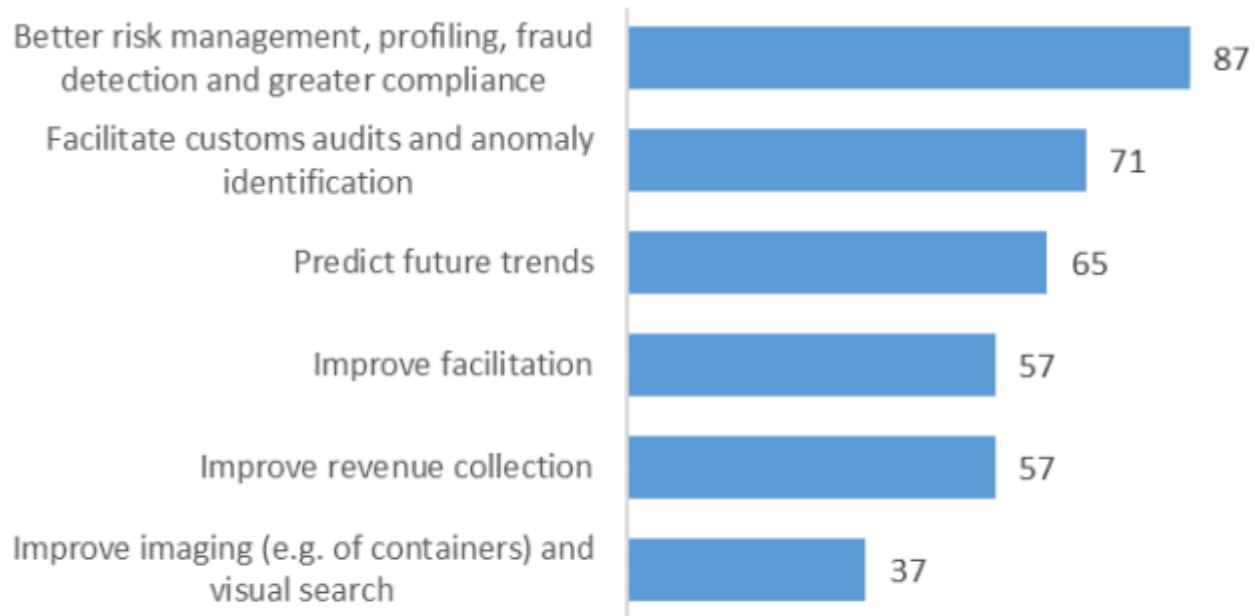 Better risk management, profiling, fraud
detection and greater compliance
87
Facilitate customs audits and anomaly
identification
71
Predict future trends
65
Improve facilitation
57
Improve revenue collection
57
Improve imaging (e.g. of containers) and
visual search
37